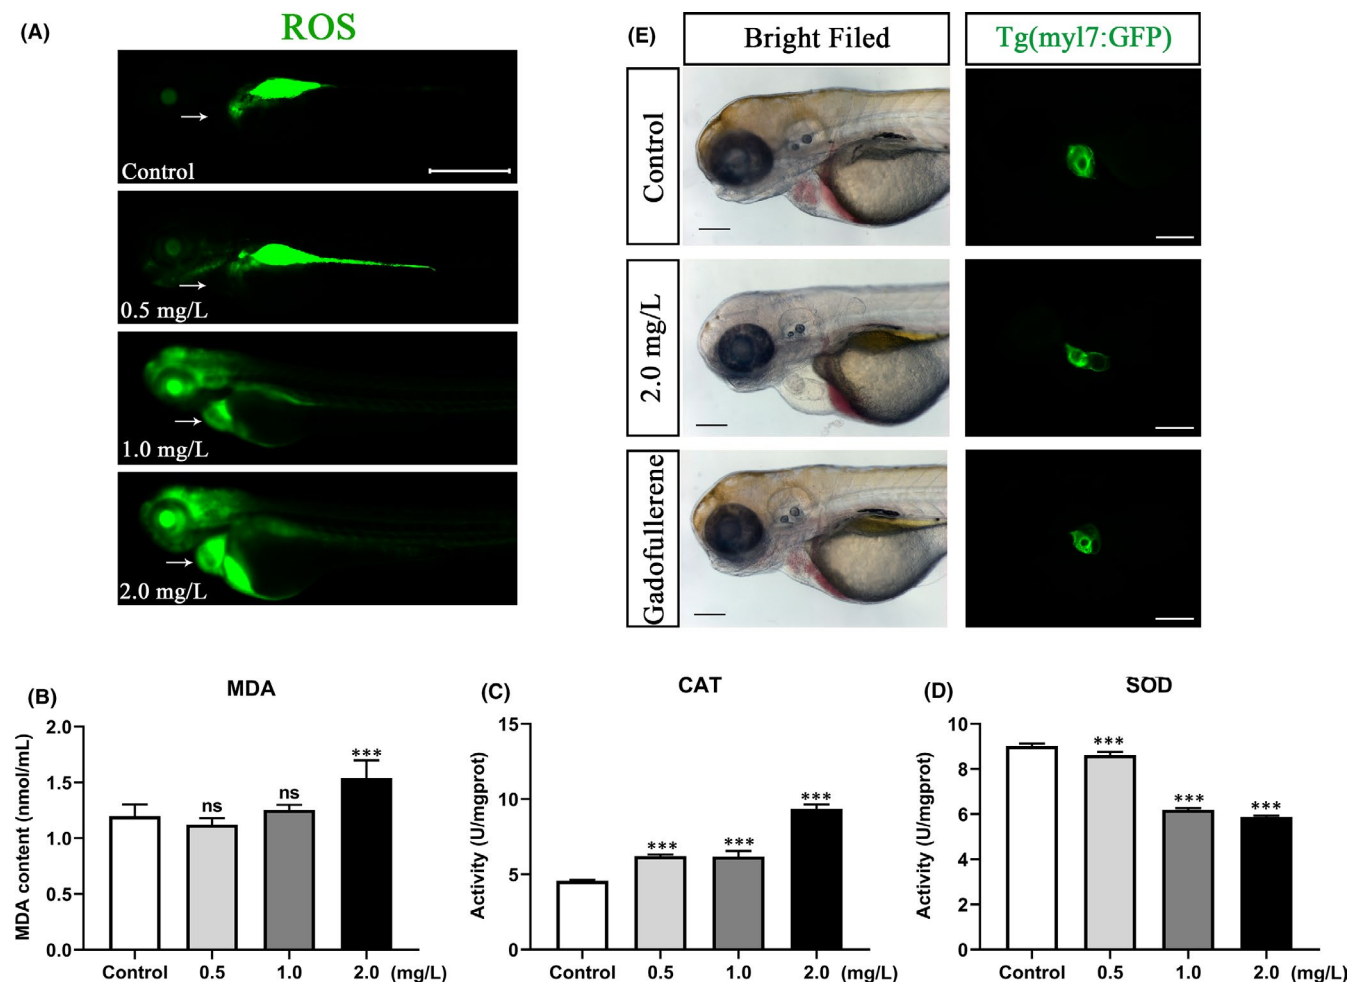 (A)
ROS
Control
0.5 mg/L
1.0 mg/L
2.0 mg/L
(E)
Bright Filed
Tg(myl7:GFP)
Control
2.0 mg/L
Gadofullerene
(B)
MDA
MDA content (nmol/mL)
2.0
1.5
1.0
0.5
0.0
ns
ns
***
Control 0.5 1.0 2.0 (mg/L)
(C)
CAT
Activity (U/mgprot)
15
10
5
0
***
***
***
Control 0.5 1.0 2.0 (mg/L)
(D)
SOD
Activity (U/mgprot)
10
8
6
4
2
0
***
***
***
Control 0.5 1.0 2.0 (mg/L)